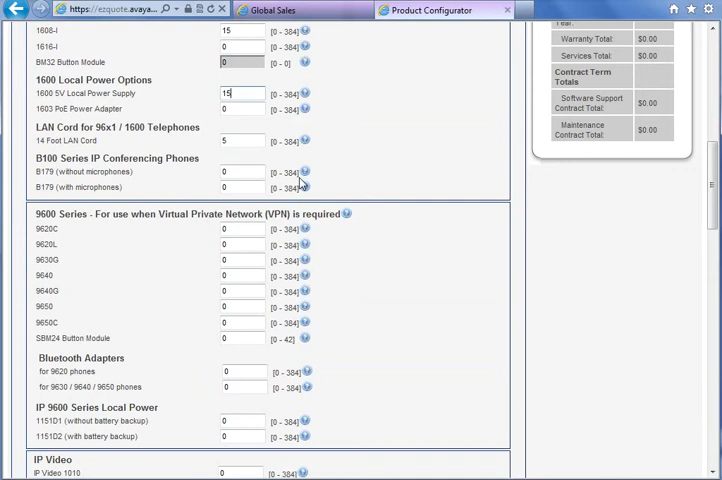 https://ezquote.avaya...
Global Sales
Product Configurator
1608-I 15 [0 - 384]
1616-I 0 [0 - 384]
BM32 Button Module 0 [0 - 0]
1600 Local Power Options
1600 5V Local Power Supply 15 [0 - 384]
1603 PoE Power Adapter 0 [0 - 384]
LAN Cord for 96x1 / 1600 Telephones
14 Foot LAN Cord 5 [0 - 384]
B100 Series IP Conferencing Phones
B179 (without microphones) 0 [0 - 384]
B179 (with microphones) 0 [0 - 384]
9600 Series - For use when Virtual Private Network (VPN) is required
9620C 0 [0 - 384]
9620L 0 [0 - 384]
9630G 0 [0 - 384]
9640 0 [0 - 384]
9640G 0 [0 - 384]
9650 0 [0 - 384]
9650C 0 [0 - 384]
SBM24 Button Module 0 [0 - 42]
Bluetooth Adapters
for 9620 phones 0 [0 - 384]
for 9630 / 9640 / 9650 phones 0 [0 - 384]
IP 9600 Series Local Power
1151D1 (without battery backup) 0 [0 - 384]
1151D2 (with battery backup) 0 [0 - 384]
IP Video
IP Video 1010 0 [0 - 384]
Year:
Warranty Total: $0.00
Services Total: $0.00
Contract Term
Totals
Software Support
Contract Total: $0.00
Maintenance
Contract Total: $0.00